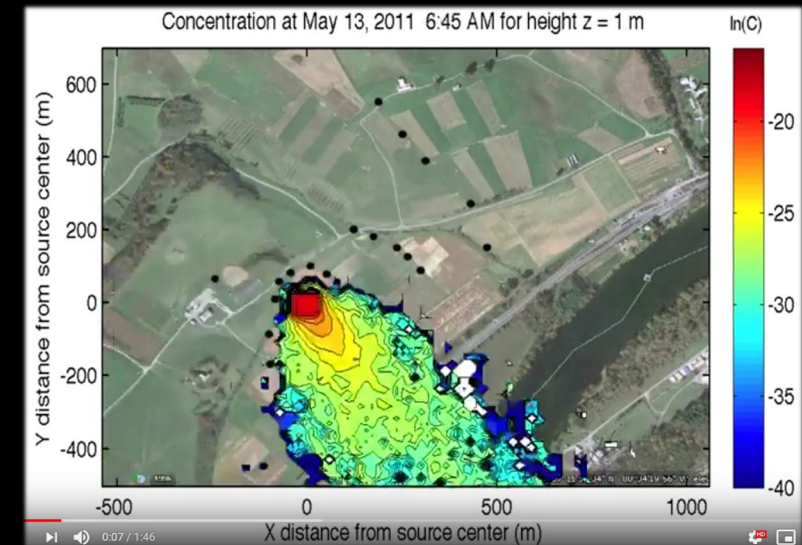 Concentration at May 13, 2011  6:45 AM for height z = 1 m
ln(C)
600
400
200
0
-200
-400
Y distance from source center (m)
-20
-25
-30
-35
-40
-500
0
500
1000
X distance from source center (m)
0:07 / 1:46
HD